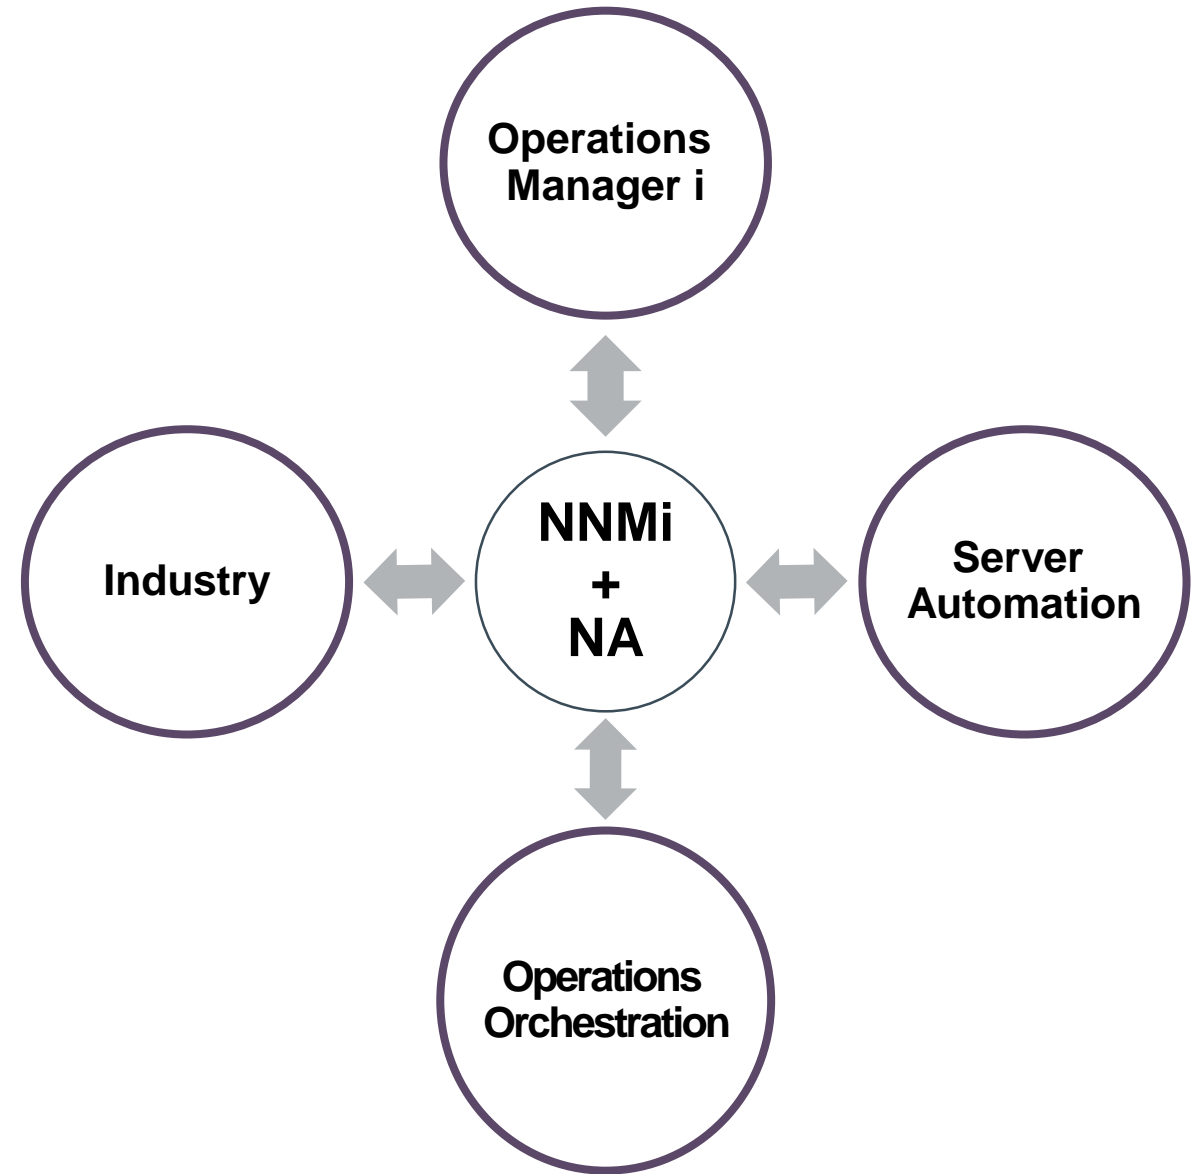 Operations
Manager i
Industry
NNMi
+
NA
Server
Automation
Operations
Orchestration